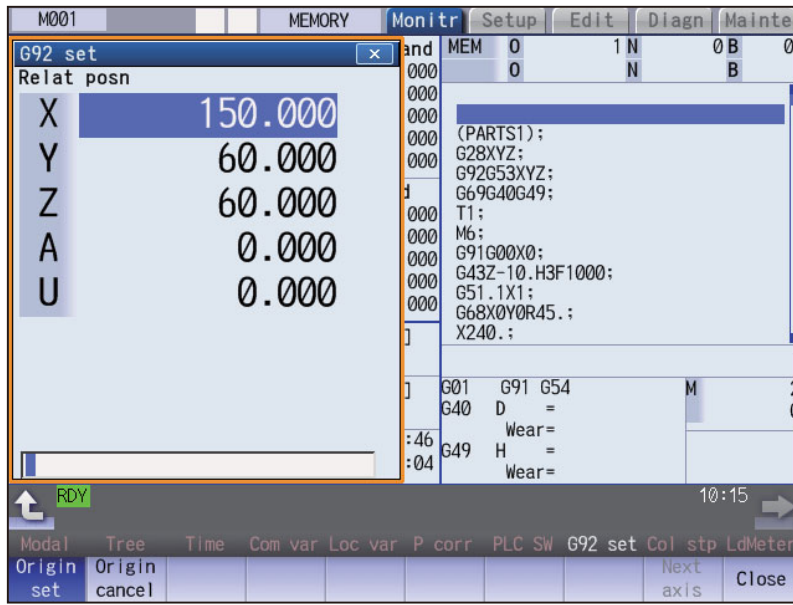 M001 MEMORY Monitr Setup Edit Diagn Mainte
G92 set
Relat posn
X 150.000
Y 60.000
Z 60.000
A 0.000
U 0.000
and
000
000
000
000
000
d
000
000
000
000
000
]
]
:46
:04
MEM O 1 N 0 B 0
O N B
(PARTS1);
G28XYZ;
G92G53XYZ;
G69G40G49;
T1;
M6;
G91G00X0;
G43Z-10.H3F1000;
G51.1X1;
G68X0Y0R45.;
X240.;
G01 G91 G54 M
G40 D =
Wear=
G49 H =
Wear=
RDY 10:15
Modal Tree Time Com var Loc var P corr PLC SW G92 set Col stp LdMeter
Origin set Origin cancel Next axis Close